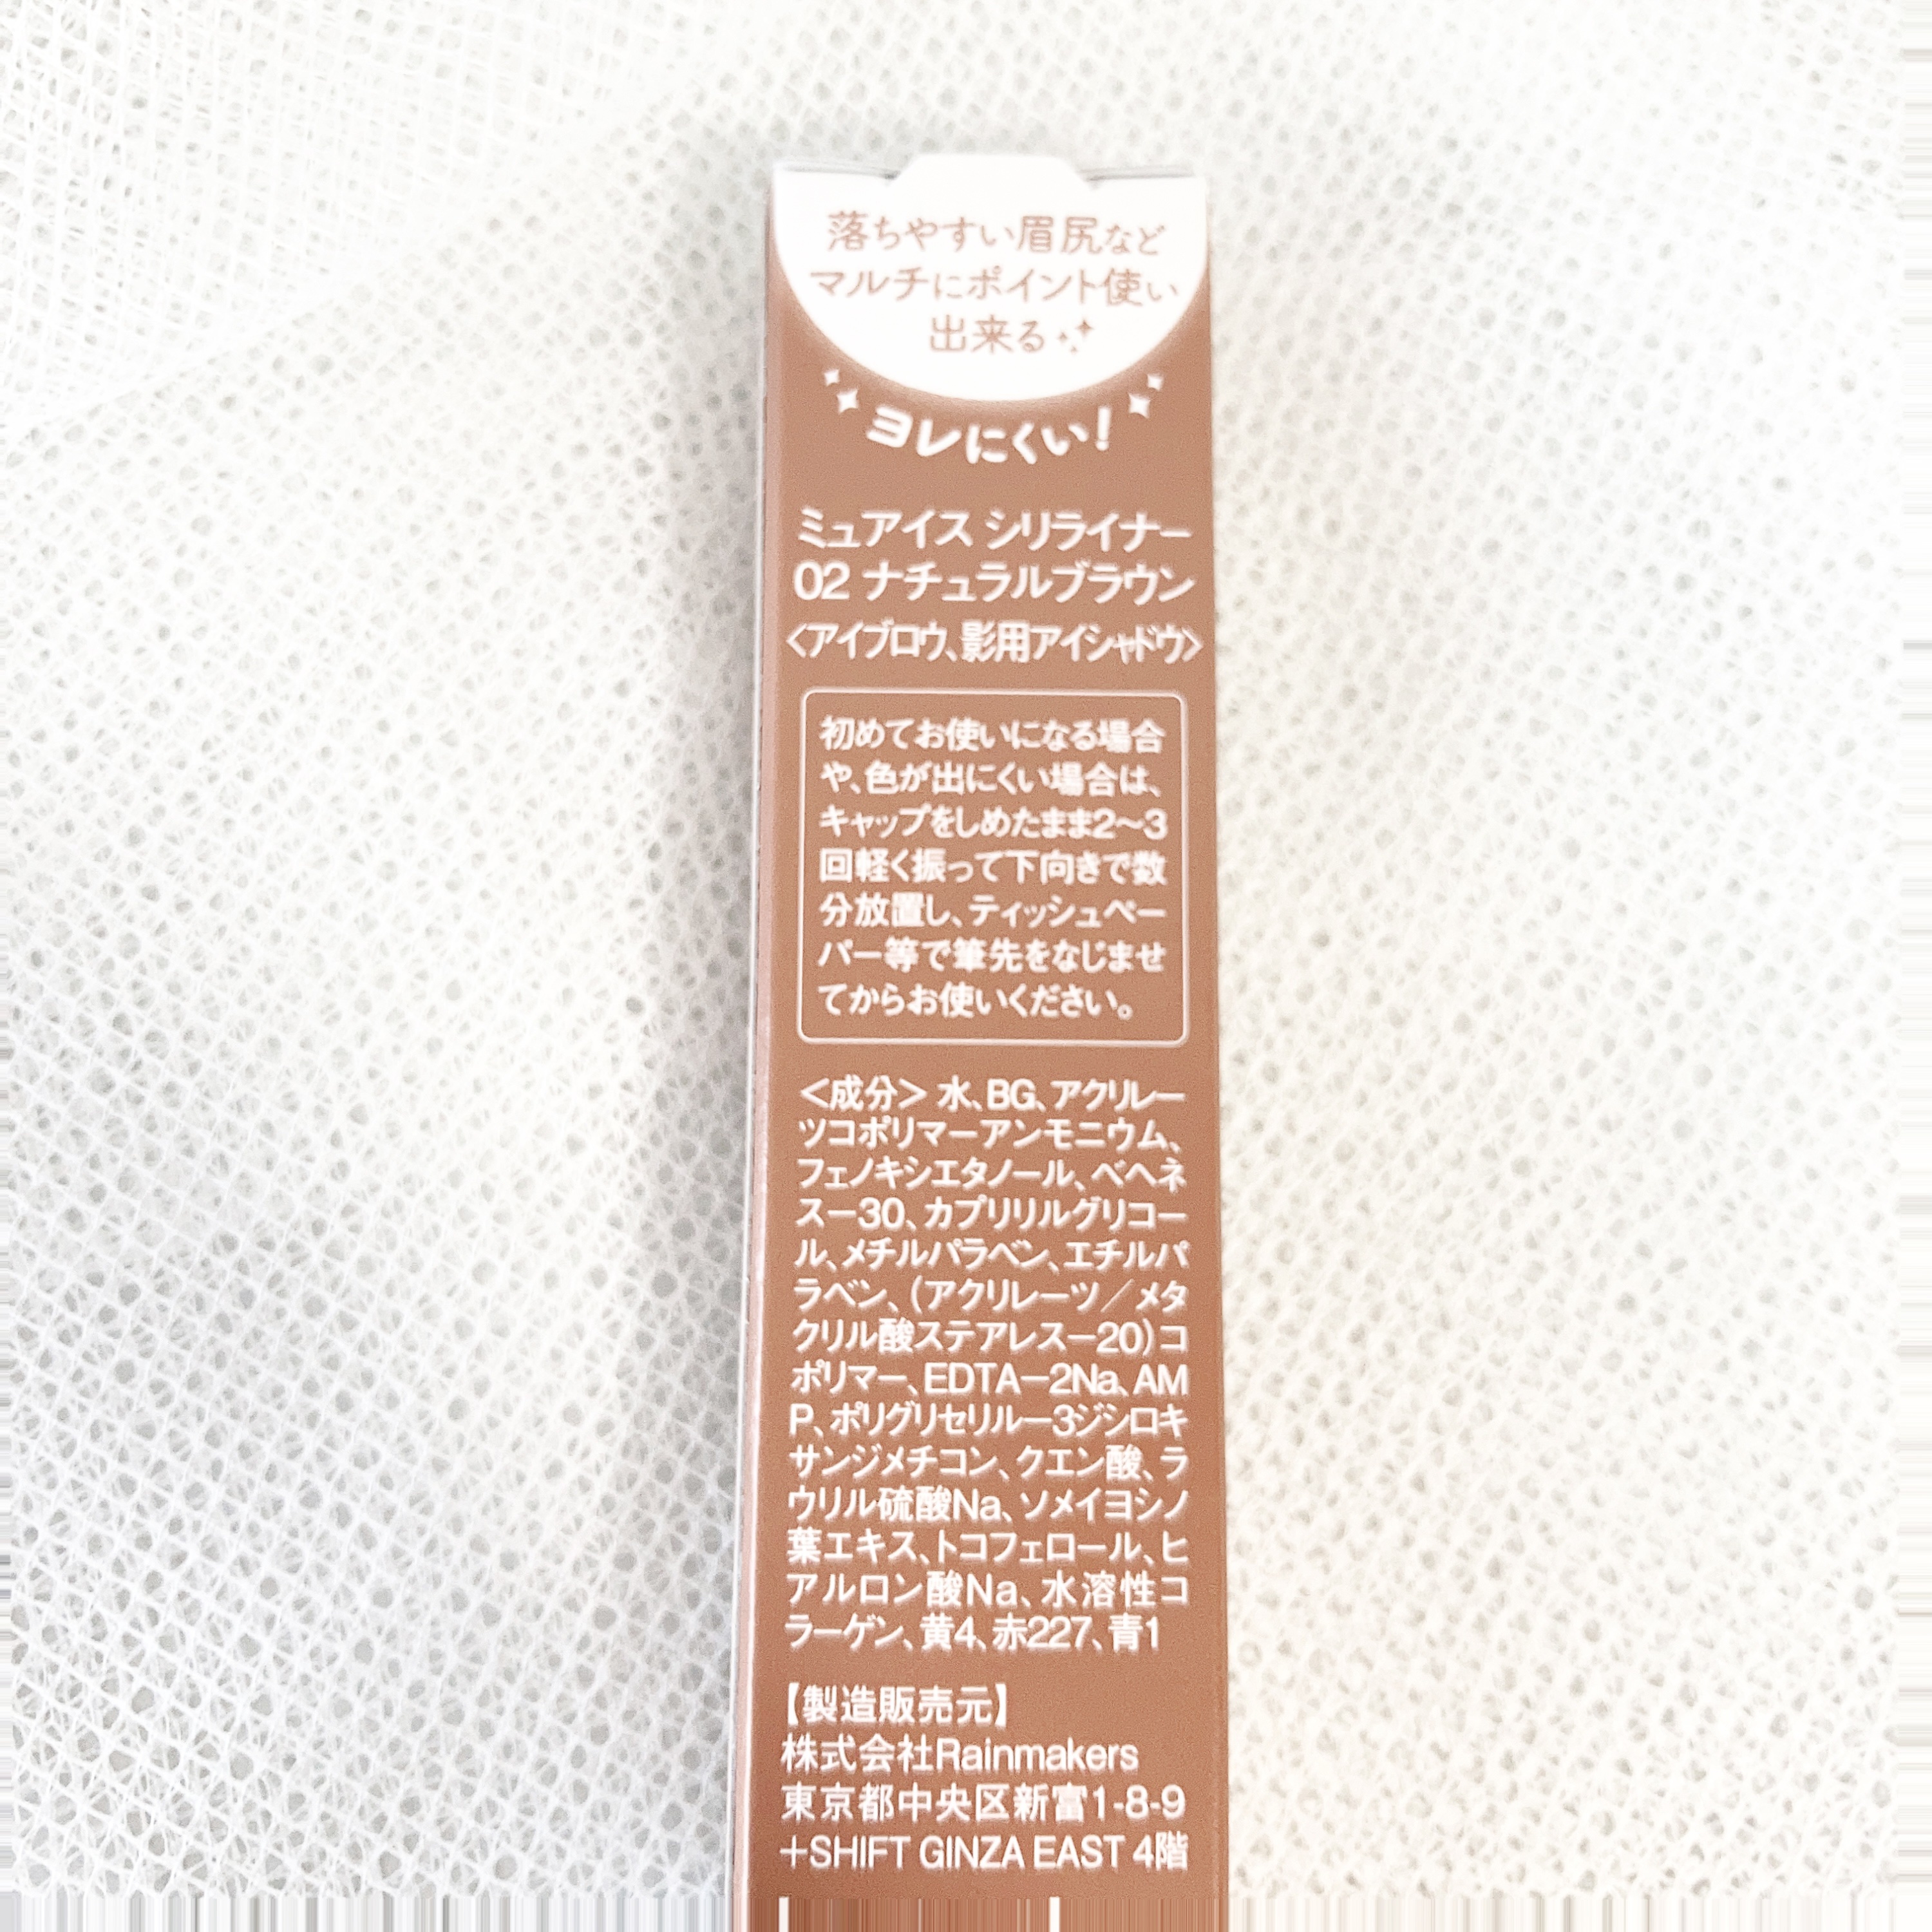 落ちやすい眉尻など
マルチにポイント使い
出来る
ヨレにくい!
ミュアイス シリライナー
02 ナチュラルブラウン
<アイブロウ、影用アイシャドウ>
初めてお使いになる場合
や、色が出にくい場合は、
キャップをしめたまま2〜3
回軽く振って下向きで数
分放置し、ティッシュペー
パー等で筆先をなじませ
てからお使いください。
<成分> 水、BG、アクリレー
ツコポリマーアンモニウム、
フェノキシエタノール、ベヘネ
スー30、カプリリルグリコー
ル、メチルパラベン、エチルパ
ラベン、(アクリレーツ/メタ
クリル酸ステアレスー20)コ
ポリマー、EDTAー2Na、AM
P、ポリグリセリルー3ジシロキ
サンジメチコン、クエン酸、ラ
ウリル硫酸Na、ソメイヨシノ
葉エキス、トコフェロール、ヒ
アルロン酸Na、水溶性コ
ラーゲン、黄4、赤227、青1
【製造販売元】
株式会社Rainmakers
東京都中央区新富1-8-9
+SHIFT GINZA EAST 4階